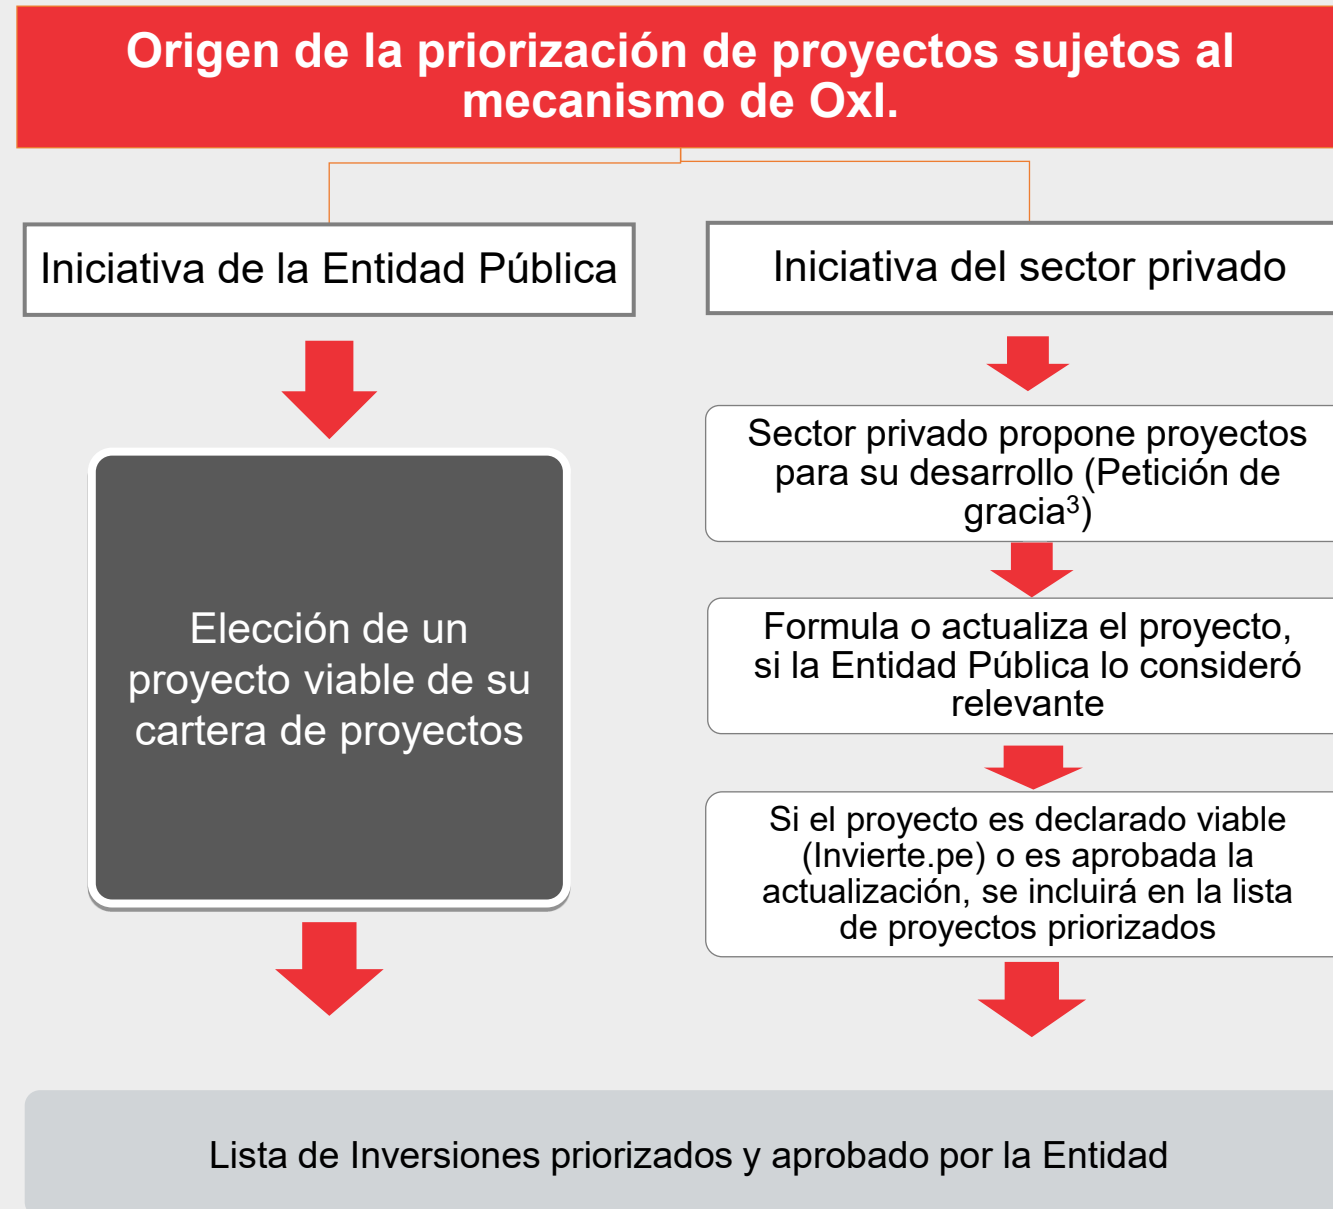 Origen de la priorización de proyectos sujetos al
mecanismo de OxI.
Iniciativa de la Entidad Pública
Elección de un
proyecto viable de su
cartera de proyectos
Iniciativa del sector privado
Sector privado propone proyectos
para su desarrollo (Petición de
gracia³)
Formula o actualiza el proyecto,
si la Entidad Pública lo consideró
relevante
Si el proyecto es declarado viable
(Invierte.pe) o es aprobada la
actualización, se incluirá en la lista
de proyectos priorizados
Lista de Inversiones priorizados y aprobado por la Entidad